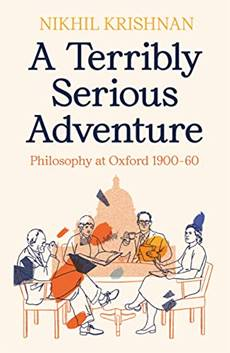 NIKHIL KRISHNAN
A Terribly
Serious
Adventure
Philosophy at Oxford 1900-60